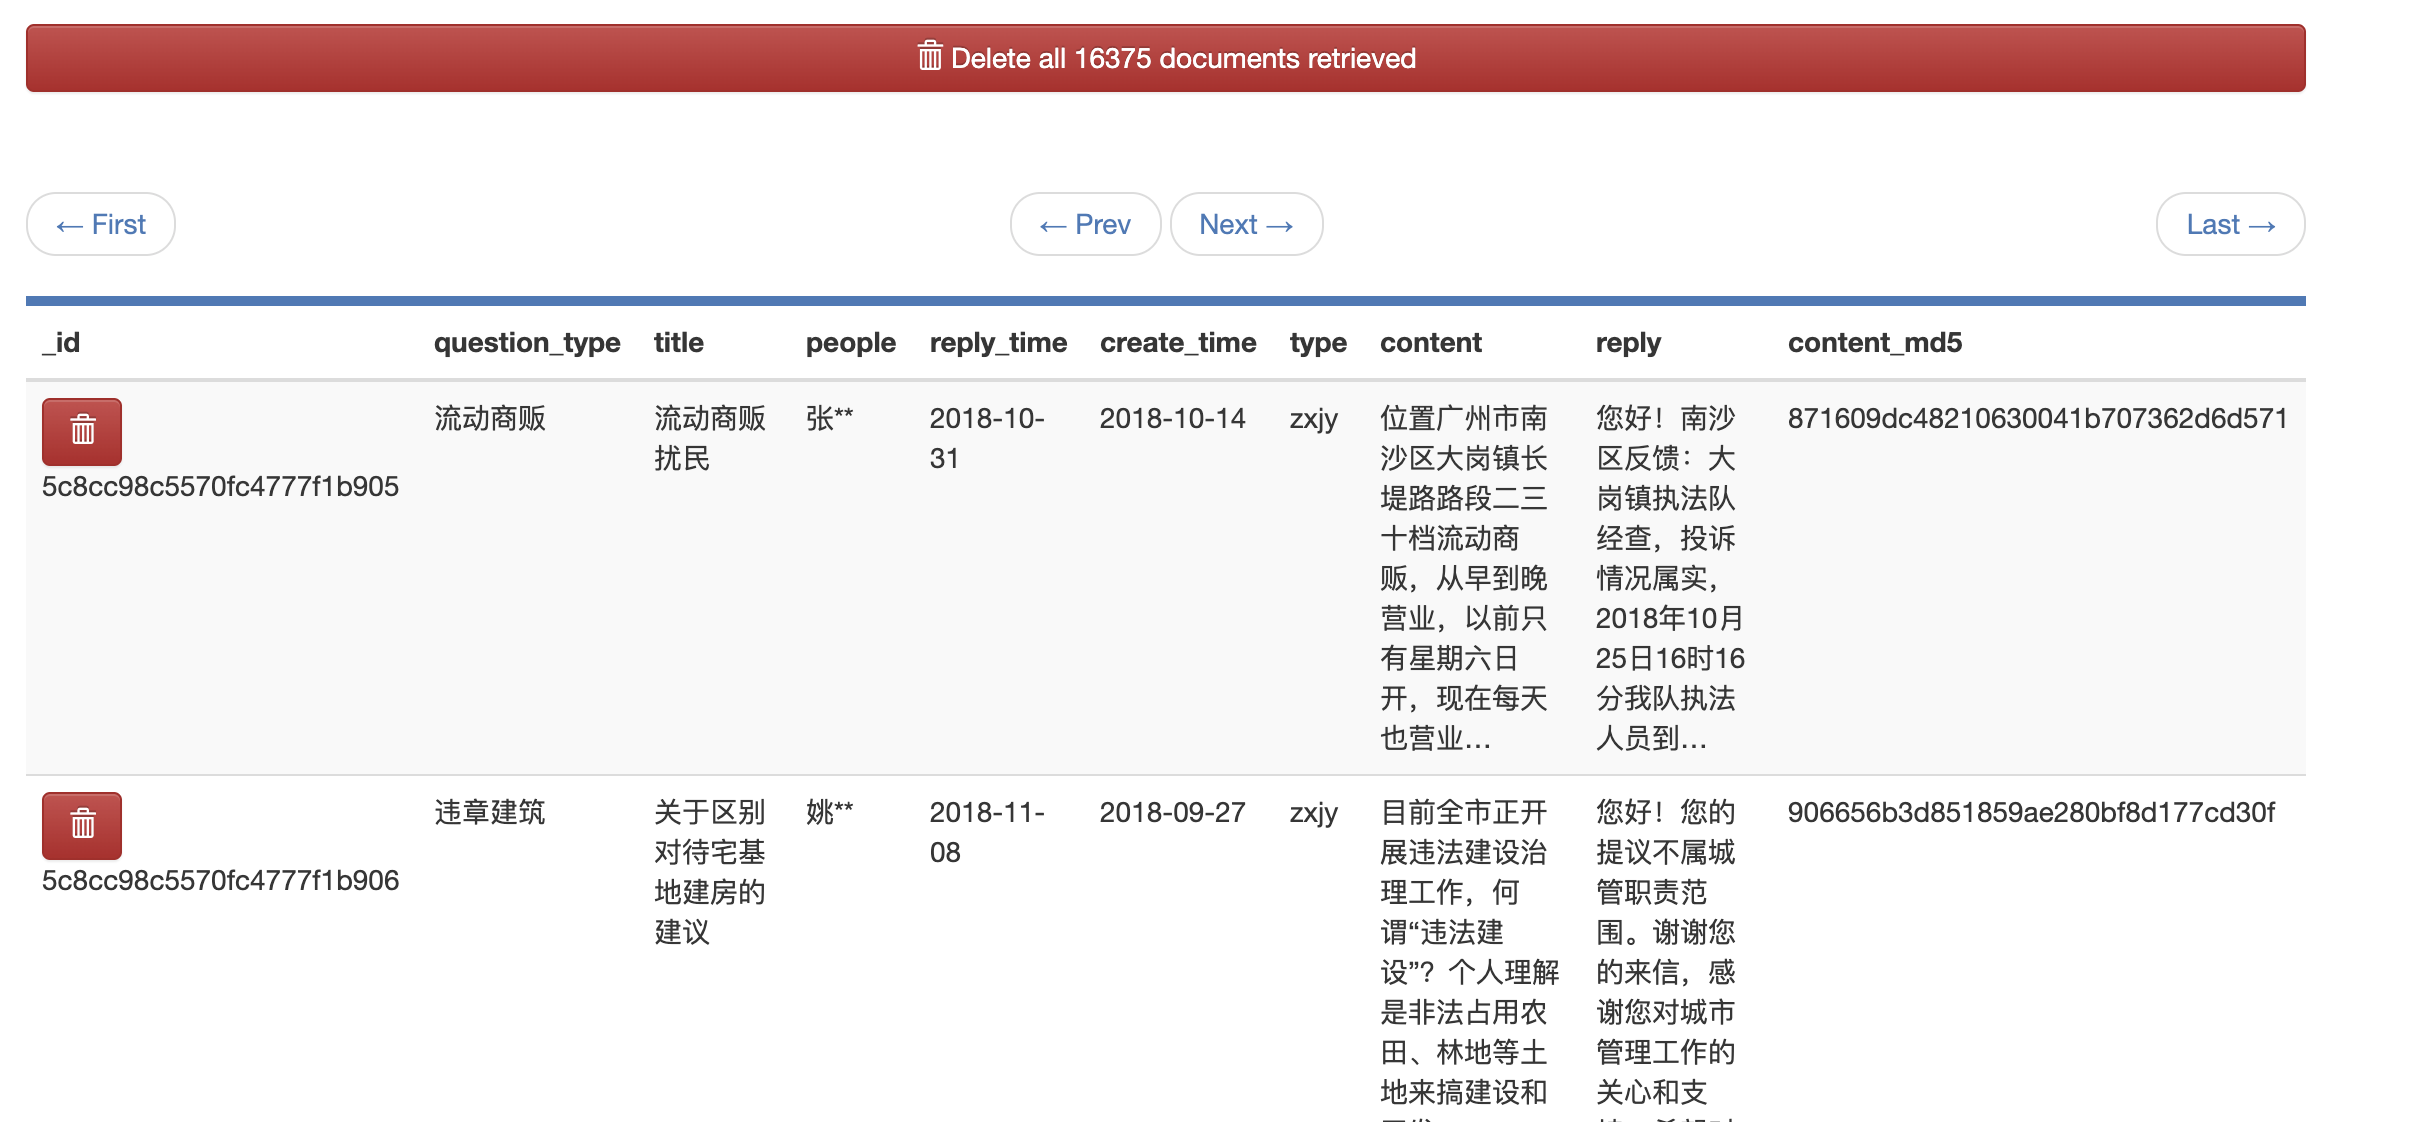 Delete all 16375 documents retrieved
← First
← Prev
Next →
Last →
_id
question_type
title
people
reply_time
create_time
type
content
reply
content_md5
5c8cc98c5570fc4777f1b905
流动商贩
流动商贩
扰民
张**
2018-10-
31
2018-10-14
zxjy
位置广州市南
沙区大岗镇长
堤路路段二三
十档流动商
贩，从早到晚
营业，以前只
有星期六日
开，现在每天
也营业...
您好！南沙
区反馈：大
岗镇执法队
经查，投诉
情况属实，
2018年10月
25日16时16
分我队执法
人员到...
871609dc48210630041b707362d6d571
5c8cc98c5570fc4777f1b906
违章建筑
关于区别
对待宅基
地建房的
建议
姚**
2018-11-
08
2018-09-27
zxjy
目前全市正开
展违法建设治
理工作，何
谓“违法建
设”？个人理解
是非法占用农
田、林地等土
地来搞建设和
您好！您的
提议不属城
管职责范
围。谢谢您
的来信，感
谢您对城市
管理工作的
关心和支
906656b3d851859ae280bf8d177cd30f